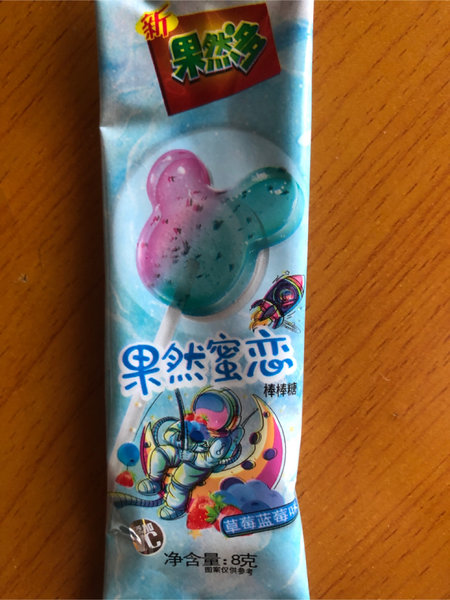 新
果然多
果然蜜恋
棒棒糖
草莓蓝莓味
净含量:8克
图案仅供参考